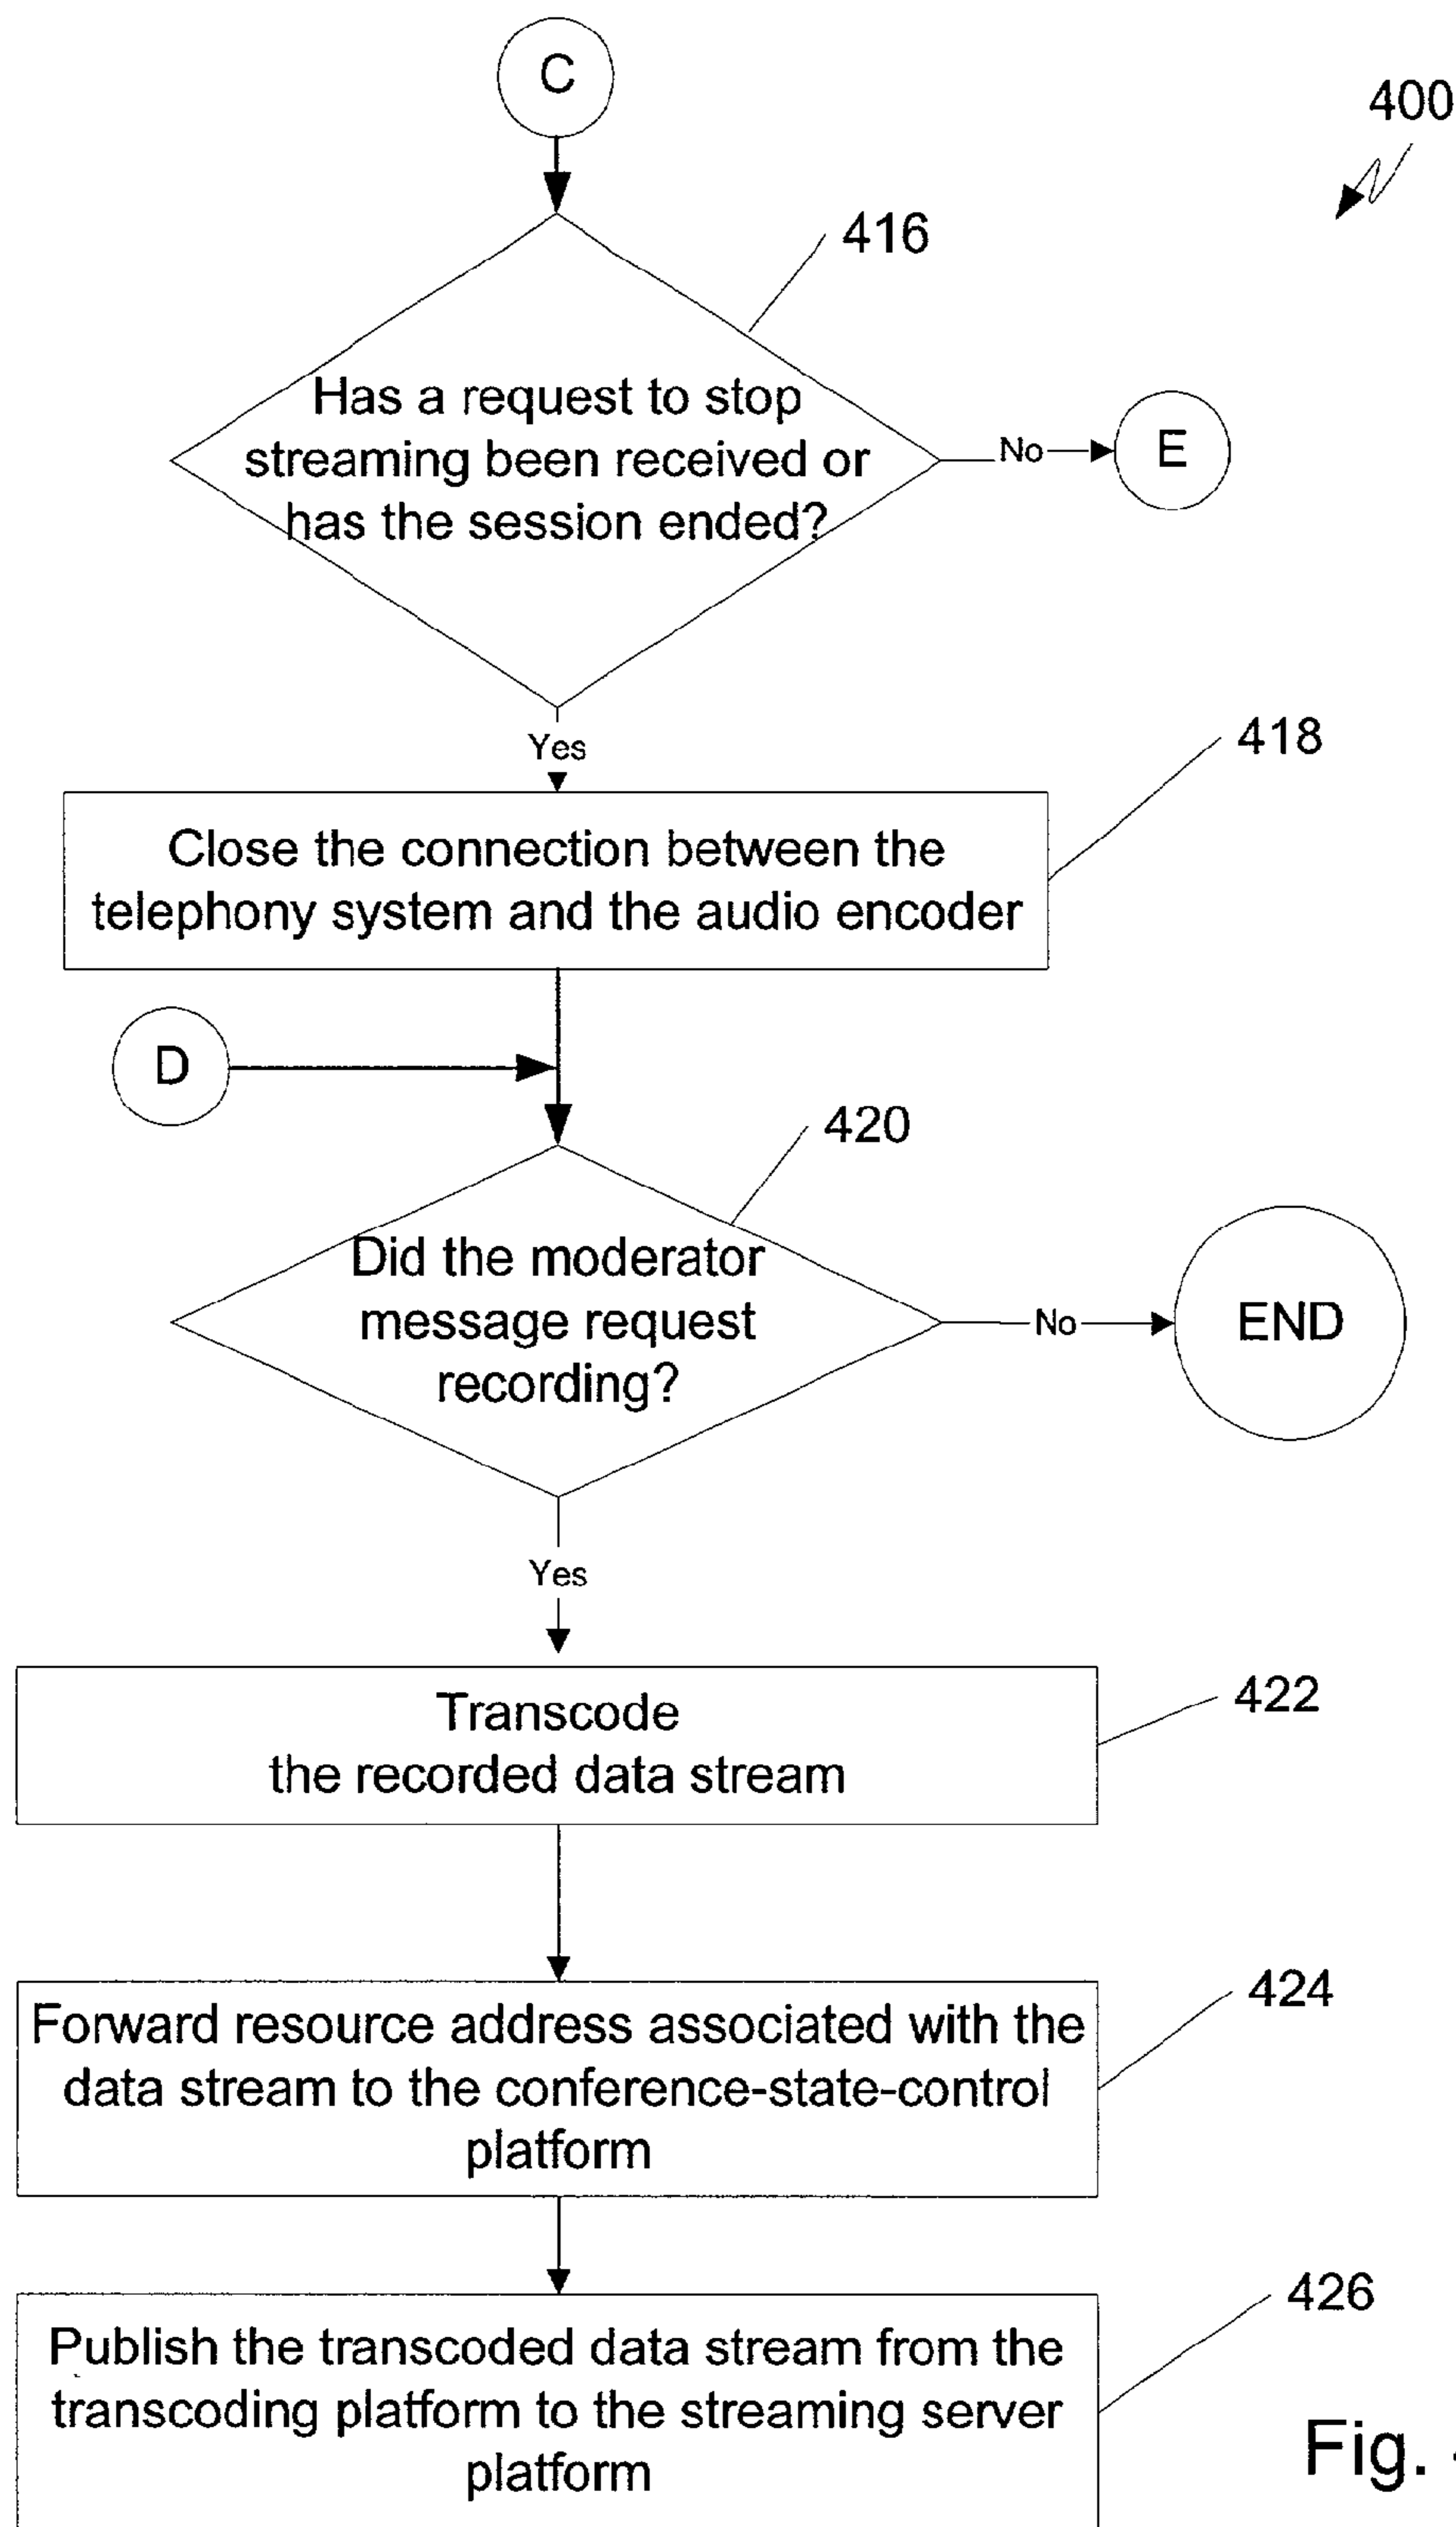 C
400
416
Has a request to stop
streaming been received or
has the session ended?
No
E
Yes
418
Close the connection between the
telephony system and the audio encoder
D
420
Did the moderator
message request
recording?
No
END
Yes
Transcode
the recorded data stream
422
Forward resource address associated with the
data stream to the conference-state-control
platform
424
Publish the transcoded data stream from the
transcoding platform to the streaming server
platform
426
Fig.